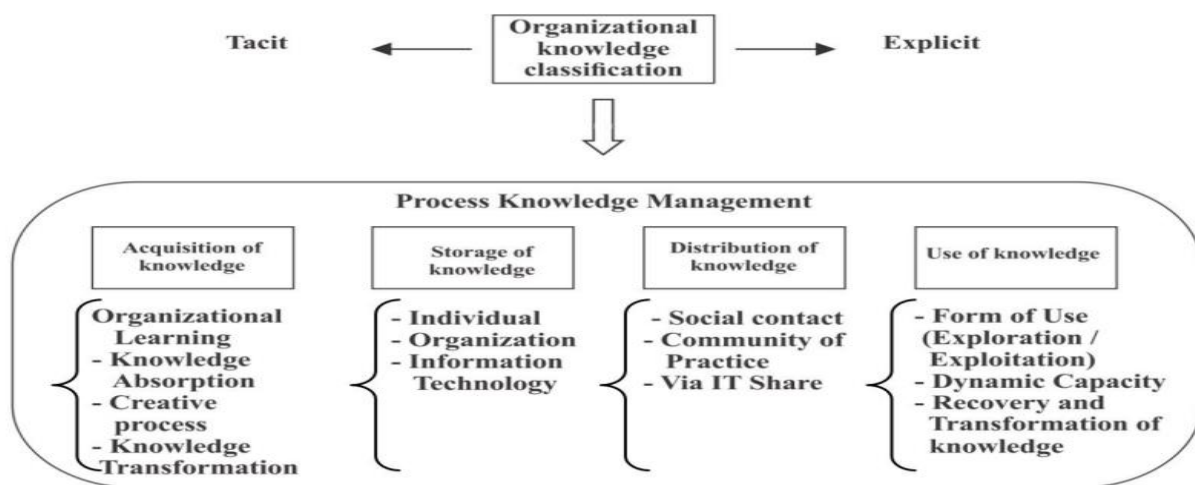 Tacit
Organizational
knowledge
classification
Explicit
Process Knowledge Management
Acquisition of
knowledge
Organizational
Learning
- Knowledge
Absorption
- Creative
process
- Knowledge
Transformation
Storage of
knowledge
- Individual
- Organization
- Information
Technology
Distribution of
knowledge
- Social contact
- Community of
Practice
- Via IT Share
Use of knowledge
- Form of Use
(Exploration /
Exploitation)
- Dynamic Capacity
- Recovery and
Transformation of
knowledge